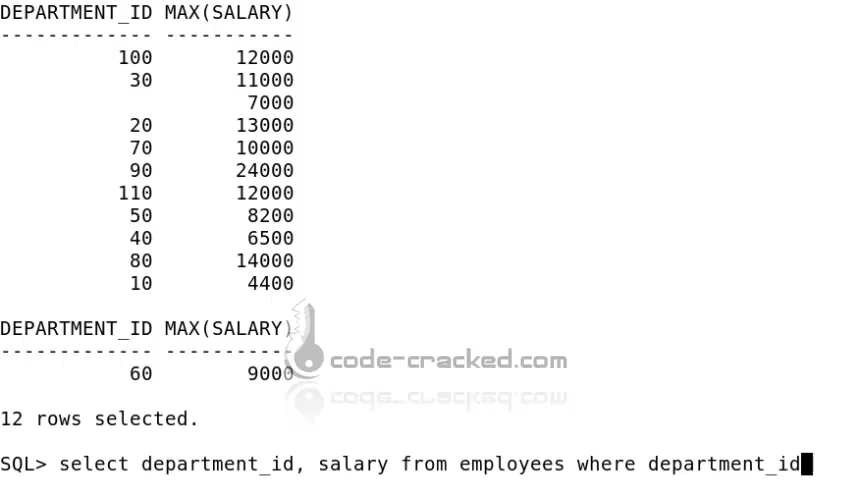 DEPARTMENT_ID MAX(SALARY)
------------- -----------
100 12000
30 11000
7000
20 13000
70 10000
90 24000
110 12000
50 8200
40 6500
80 14000
10 4400
DEPARTMENT_ID MAX(SALARY)
------------- -----------
60 9000
code-cracked.com
12 rows selected.
SQL> select department_id, salary from employees where department_id